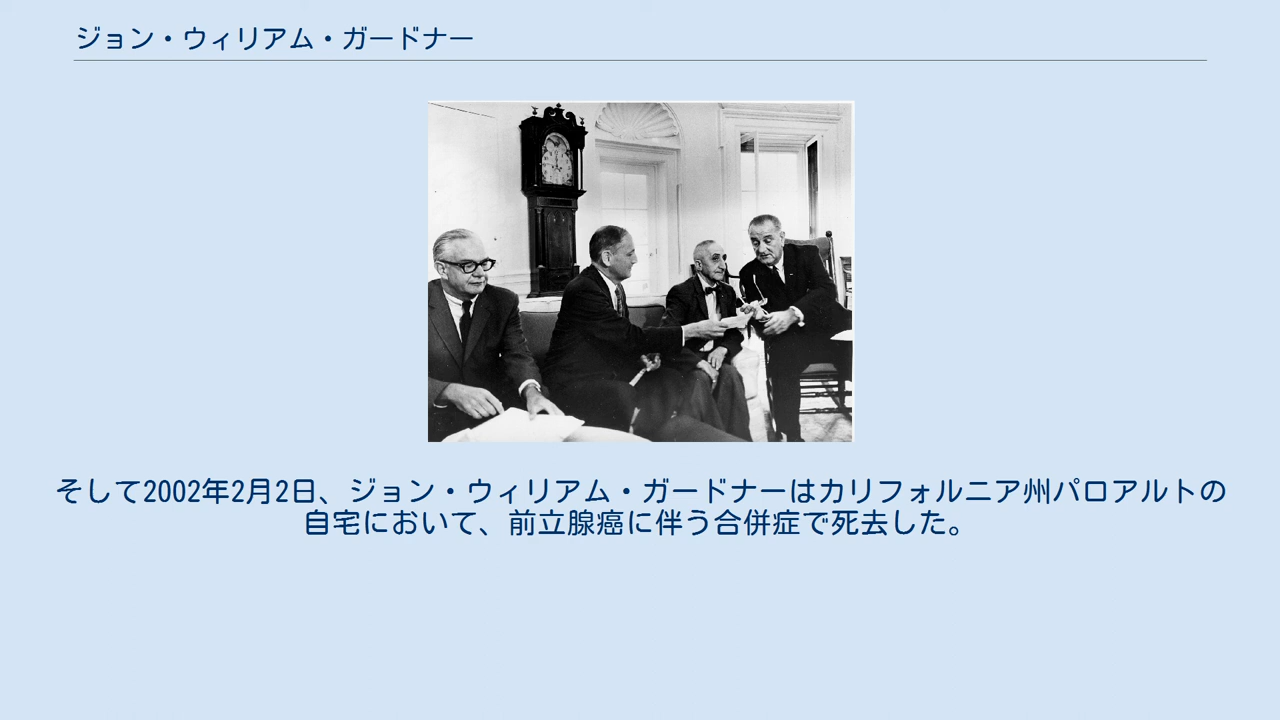 ジョン・ウィリアム・ガードナー
そして2002年2月2日、ジョン・ウィリアム・ガードナーはカリフォルニア州パロアルトの
自宅において、前立腺癌に伴う合併症で死去した。